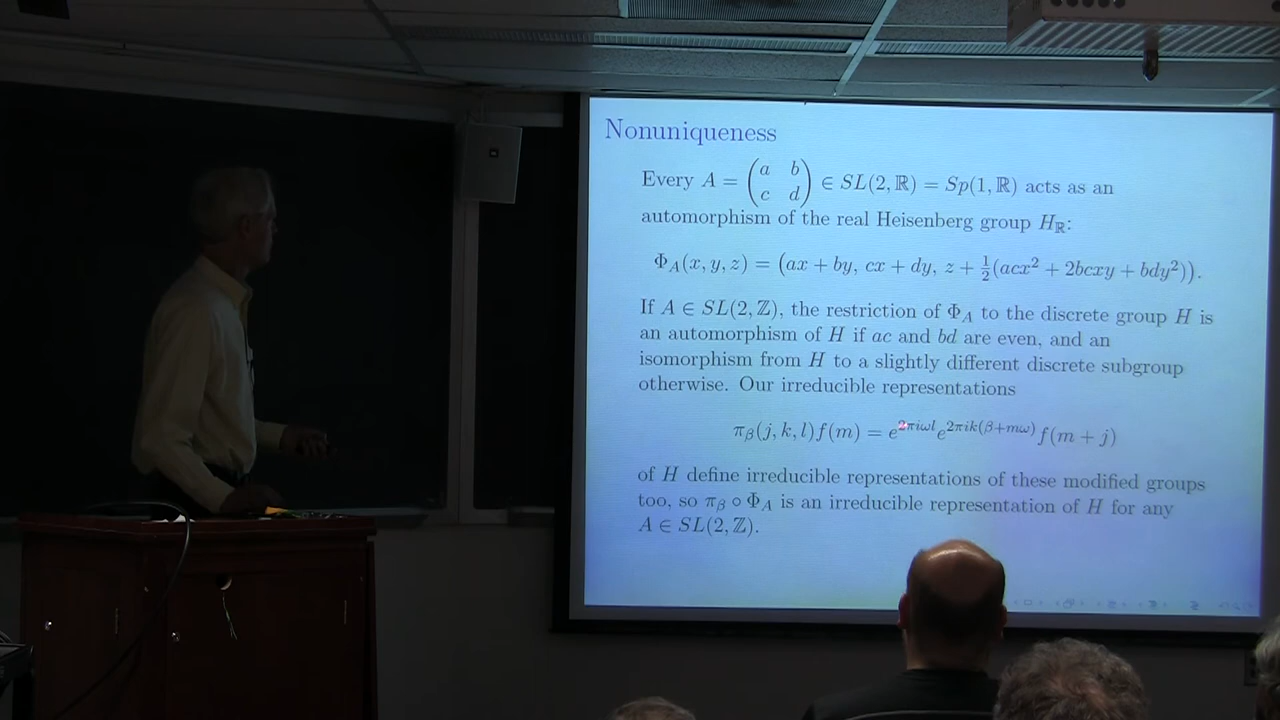 Nonuniqueness
Every A = \begin{pmatrix} a & b \\ c & d \end{pmatrix} ∈ SL(2, ℝ) = Sp(1, ℝ) acts as an
automorphism of the real Heisenberg group H_ℝ:
Φ_A(x, y, z) = (ax + by, cx + dy, z + ½(acx² + 2bcxy + bdy²)).
If A ∈ SL(2, ℤ), the restriction of Φ_A to the discrete group H is
an automorphism of H if ac and bd are even, and an
isomorphism from H to a slightly different discrete subgroup
otherwise. Our irreducible representations
π_β(j, k, l)f(m) = e^{2πiωl}e^{2πik(β+mω)}f(m + j)
of H define irreducible representations of these modified groups
too, so π_β ∘ Φ_A is an irreducible representation of H for any
A ∈ SL(2, ℤ).